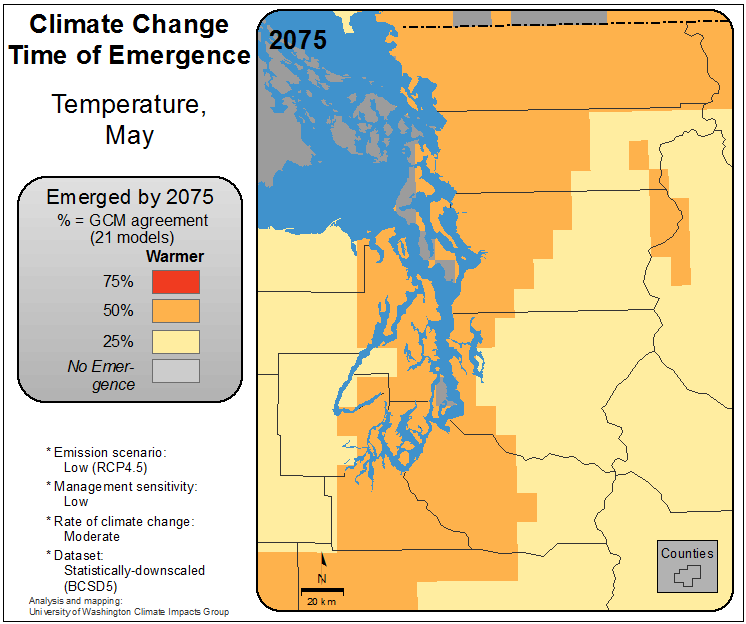 Climate Change
Time of Emergence
Temperature,
May
Emerged by 2075
% = GCM agreement
(21 models)
Warmer
75%
50%
25%
No Emer-
gence
* Emission scenario:
Low (RCP4.5)
* Management sensitivity:
Low
* Rate of climate change:
Moderate
* Dataset:
Statistically-downscaled
(BCSD5)
Analysis and mapping:
University of Washington Climate Impacts Group
2075
N
20 km
Counties